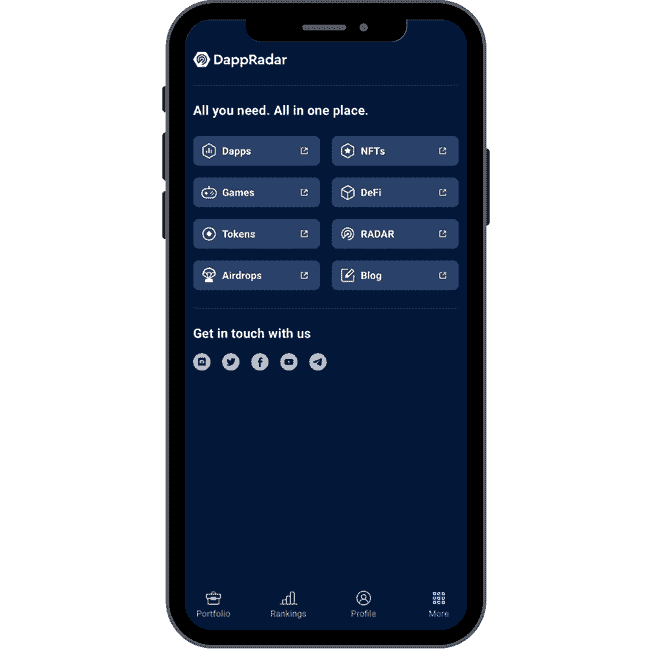 DappRadar
All you need. All in one place.
Dapps
NFTs
Games
DeFi
Tokens
RADAR
Airdrops
Blog
Get in touch with us
Portfolio
Rankings
Profile
More